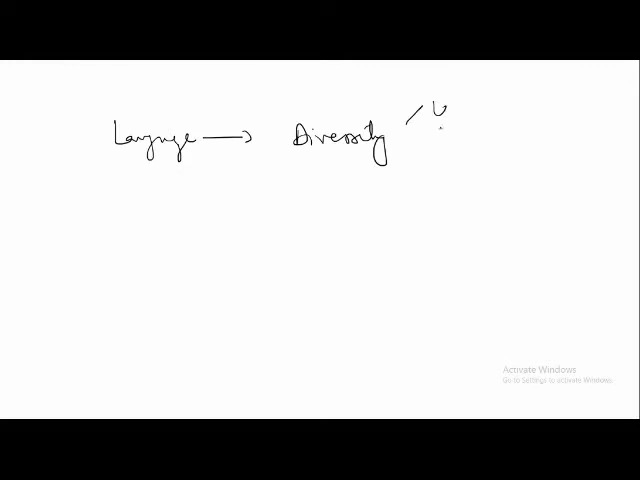 Language → Diversity
Activate Windows
Go to Settings to activate Windows.